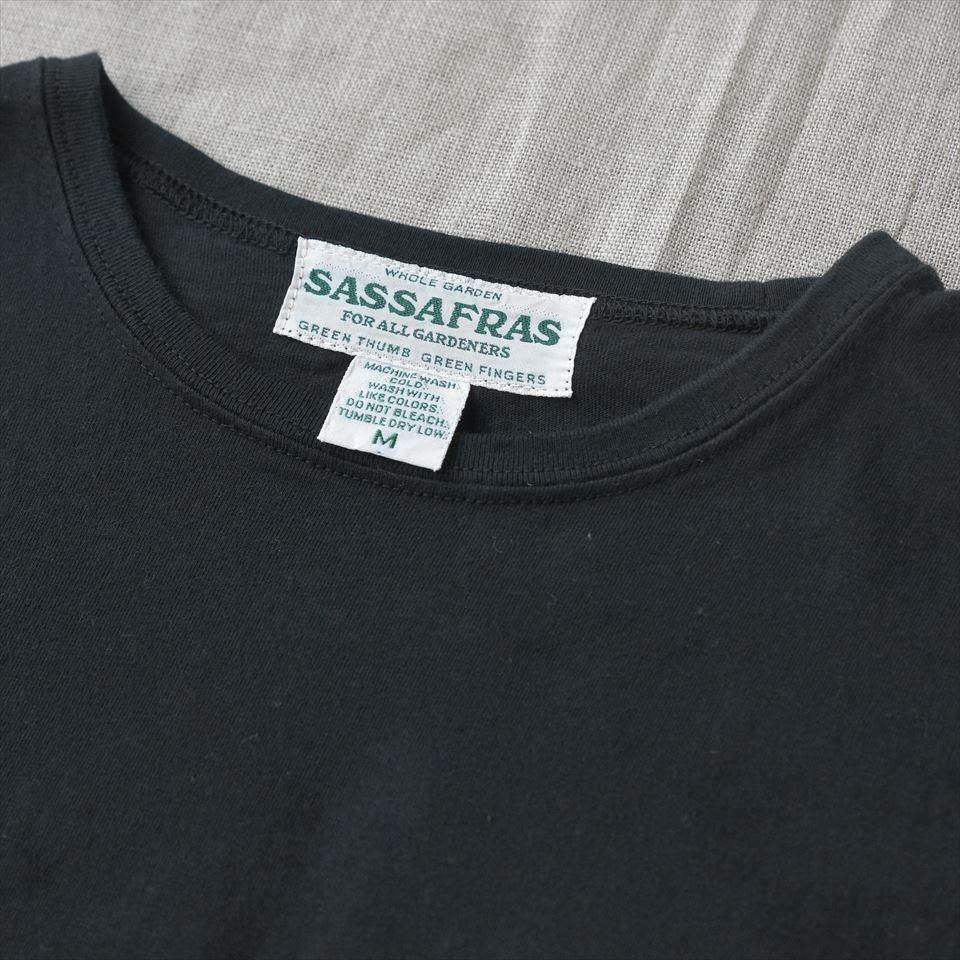 WHOLE GARDEN
SASSAFRAS
FOR ALL GARDENERS
GREEN THUMB GREEN FINGERS
MACHINE WASH
COLD.
WASH WITH
LIKE COLORS.
DO NOT BLEACH.
TUMBLE DRY LOW.
M